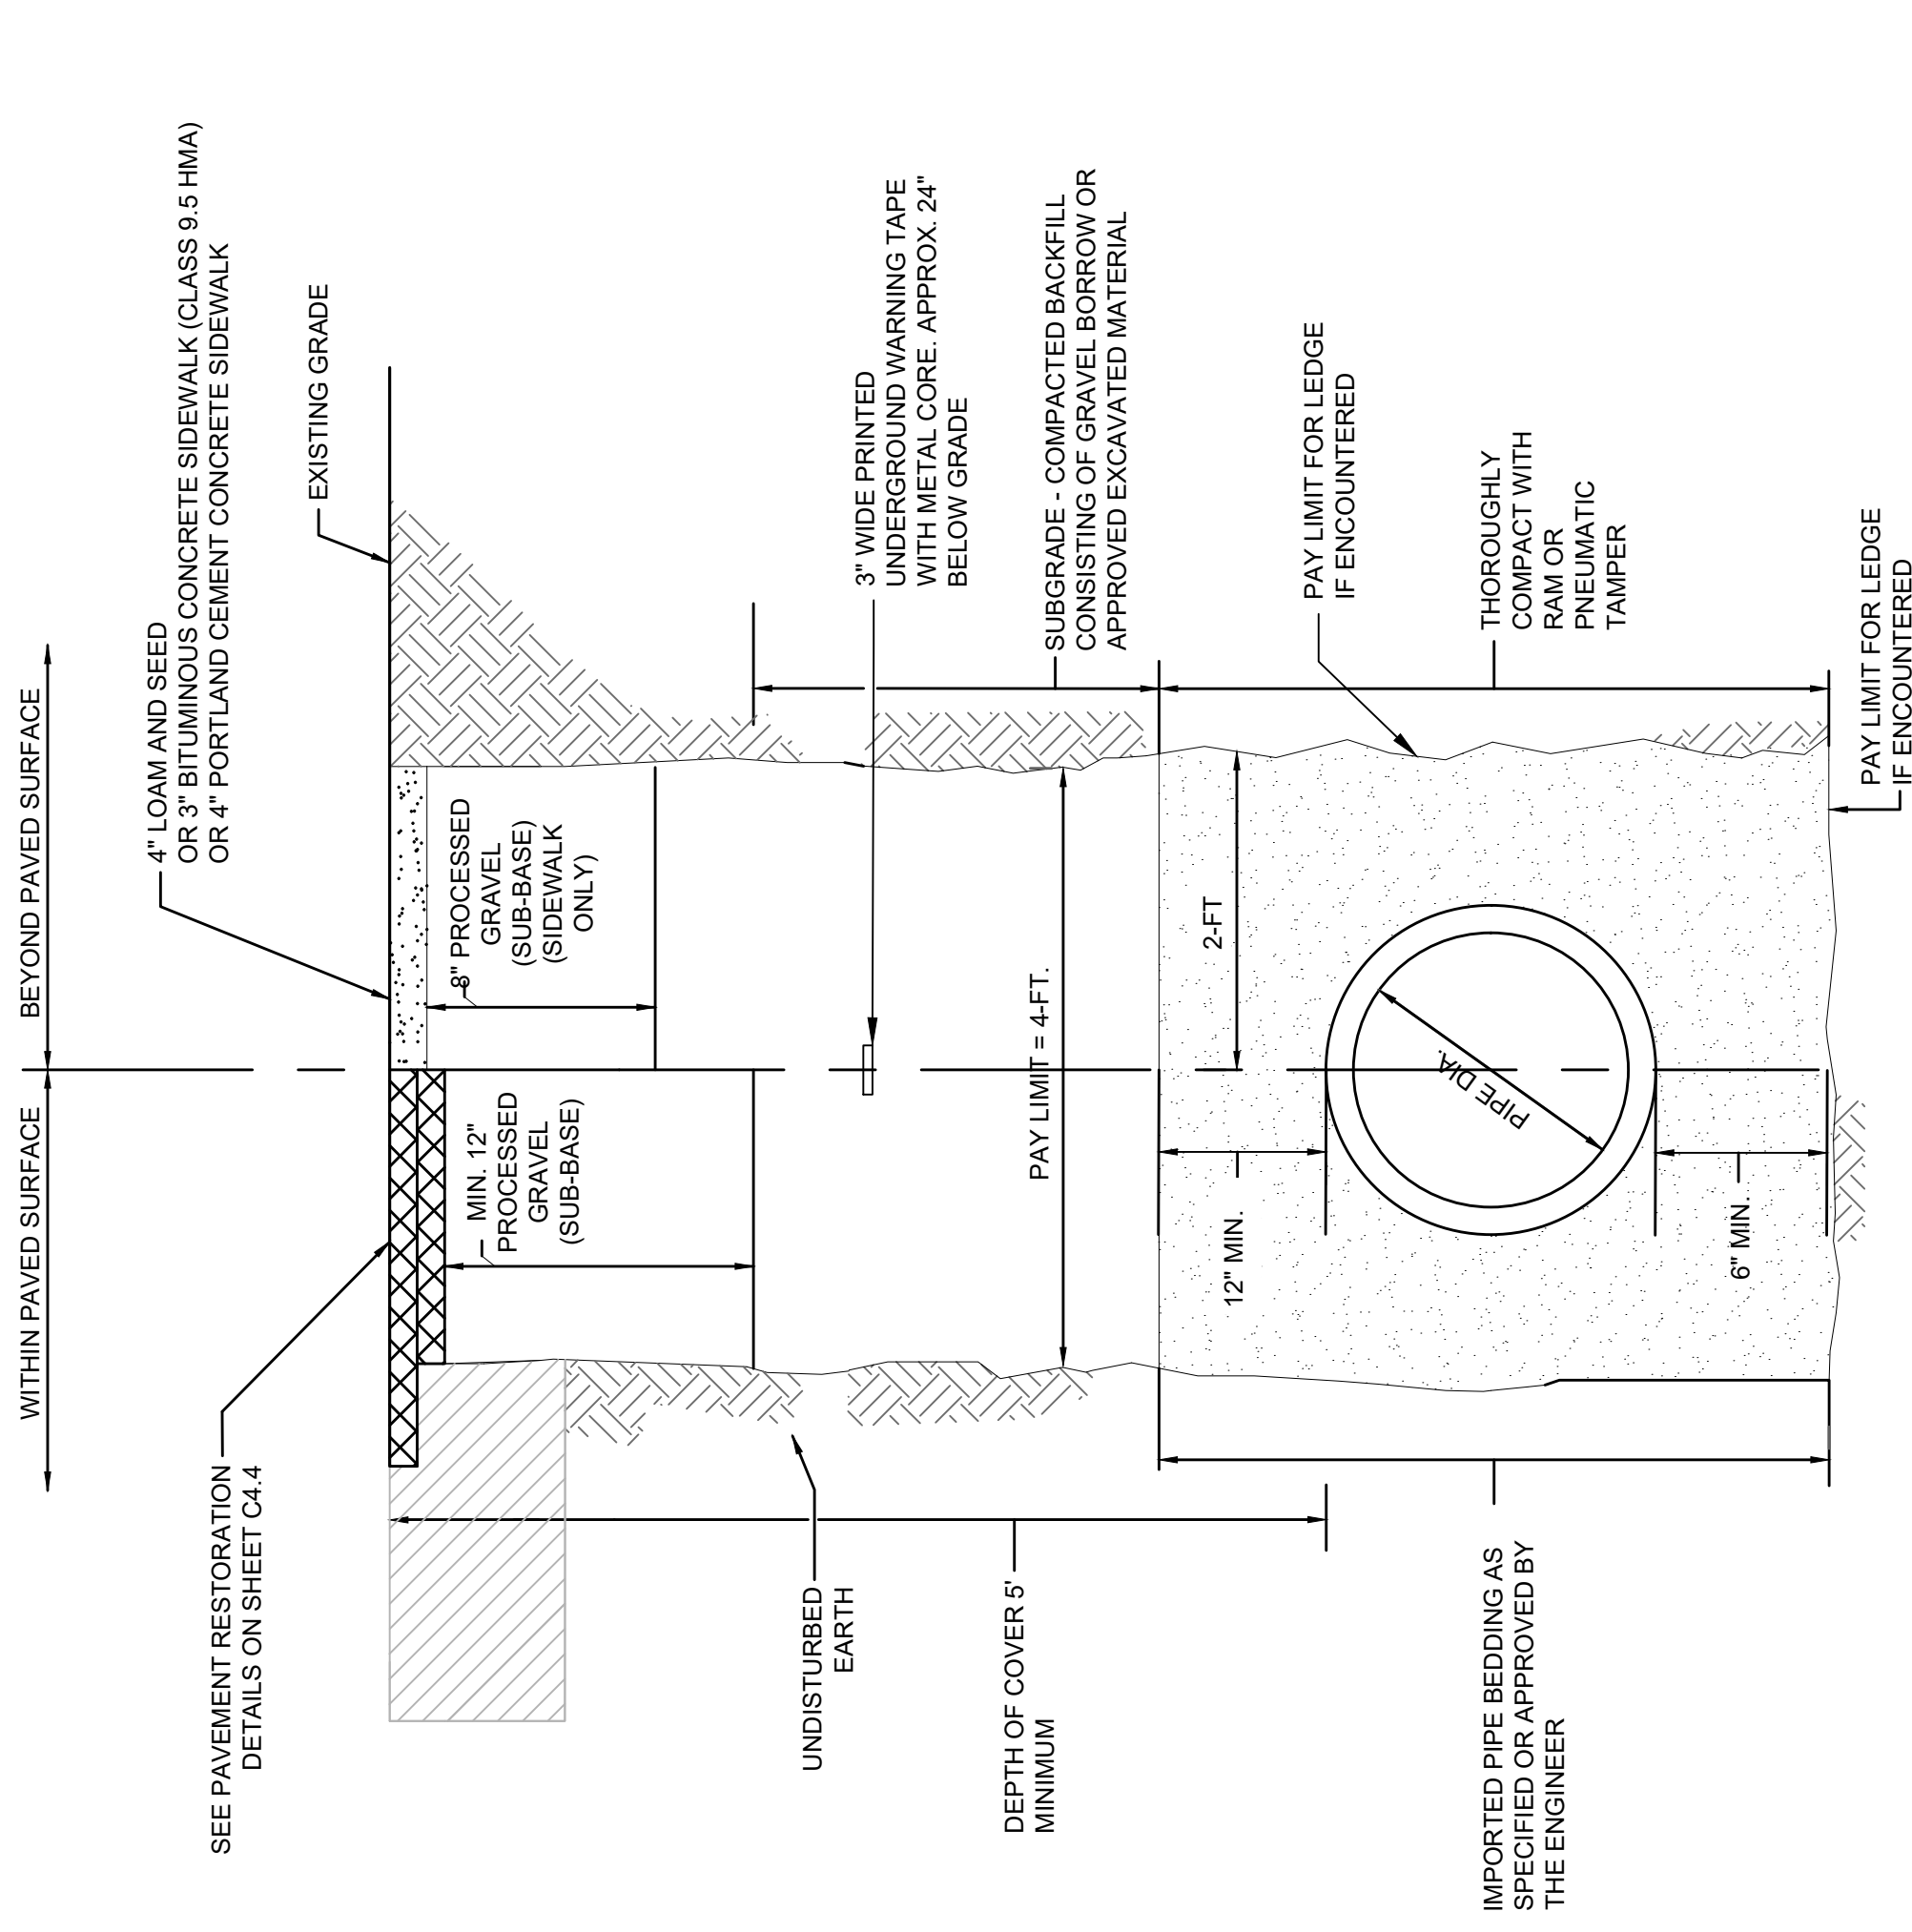 WITHIN PAVED SURFACE
BEYOND PAVED SURFACE
SEE PAVEMENT RESTORATION
DETAILS ON SHEET C4.4
4" LOAM AND SEED
OR 3" BITUMINOUS CONCRETE SIDEWALK (CLASS 9.5 HMA)
OR 4" PORTLAND CEMENT CONCRETE SIDEWALK
EXISTING GRADE
MIN. 12"
PROCESSED
GRAVEL
(SUB-BASE)
8" PROCESSED
GRAVEL
(SUB-BASE)
(SIDEWALK
ONLY)
3" WIDE PRINTED
UNDERGROUND WARNING TAPE
WITH METAL CORE. APPROX. 24"
BELOW GRADE
UNDISTURBED
EARTH
DEPTH OF COVER 5'
MINIMUM
PAY LIMIT = 4-FT.
SUBGRADE - COMPACTED BACKFILL
CONSISTING OF GRAVEL BORROW OR
APPROVED EXCAVATED MATERIAL
2-FT
12" MIN.
PAY LIMIT FOR LEDGE
IF ENCOUNTERED
PIPE DIA.
THOROUGHLY
COMPACT WITH
RAM OR
PNEUMATIC
TAMPER
IMPORTED PIPE BEDDING AS
SPECIFIED OR APPROVED BY
THE ENGINEER
6" MIN.
PAY LIMIT FOR LEDGE
IF ENCOUNTERED